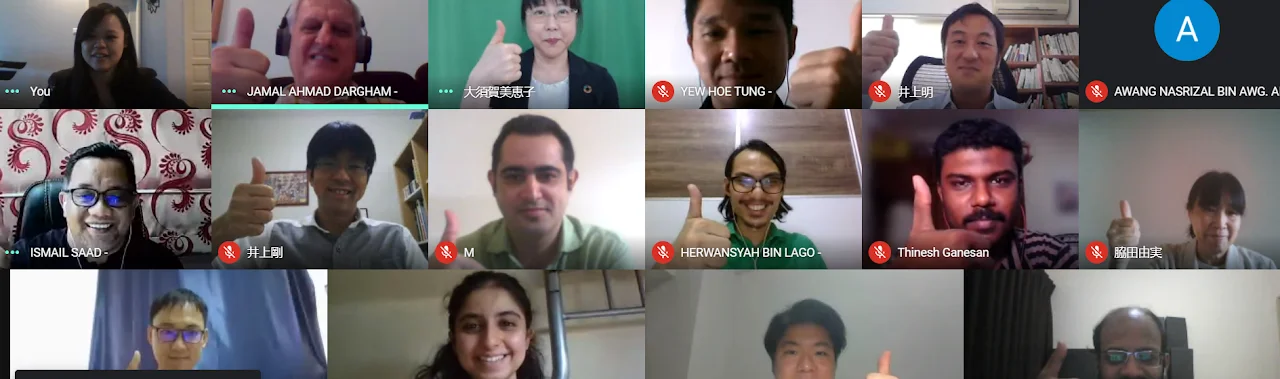 You
JAMAL AHMAD DARGHAM -
大須賀美恵子
YEW HOE TUNG -
井上明
A
AWANG NASRIZAL BIN AWG. A
ISMAIL SAAD -
井上剛
M
HERWANSYAH BIN LAGO -
Thinesh Ganesan
脇田由実